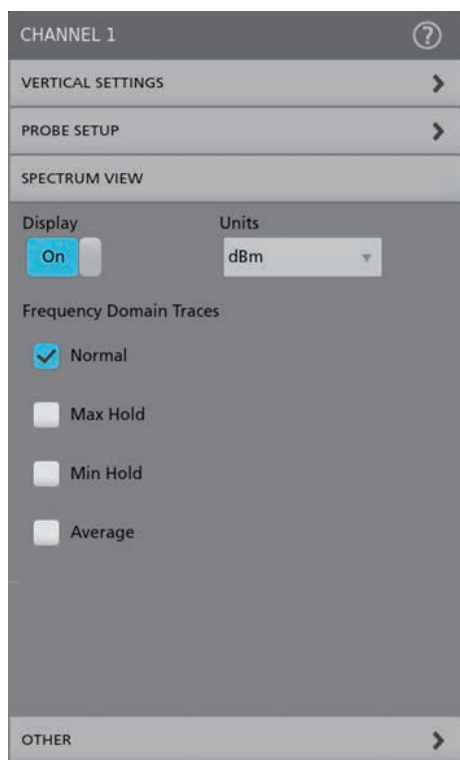 CHANNEL 1
?
VERTICAL SETTINGS
PROBE SETUP
SPECTRUM VIEW
Display Units
On dBm
Frequency Domain Traces
Normal
Max Hold
Min Hold
Average
OTHER